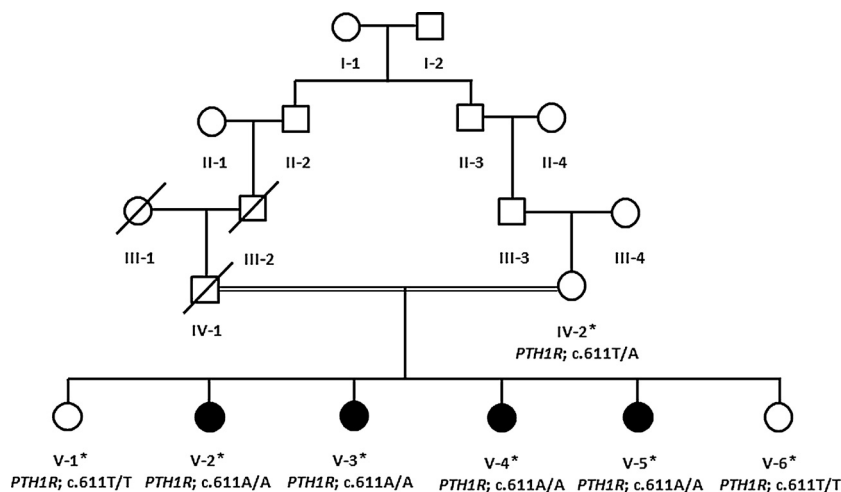 I-1 I-2
II-1 II-2 II-3 II-4
III-1 III-2 III-3 III-4
IV-1 IV-2*
PTH1R; c.611T/A
V-1* V-2* V-3* V-4* V-5* V-6*
PTH1R; c.611T/T PTH1R; c.611A/A PTH1R; c.611A/A PTH1R; c.611A/A PTH1R; c.611A/A PTH1R; c.611T/T